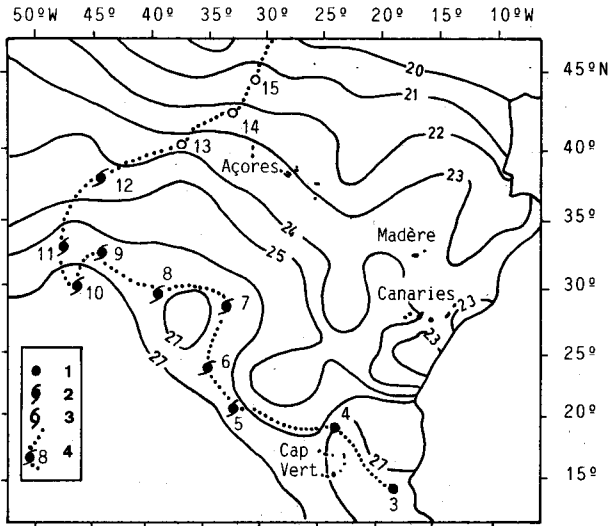 50ºW 45º 40º 35º 30º 25º 20º 15º 10ºW
20
45ºN
15
21
14
22
13
40º
Açores
23
12
24
35º
11
9
25
Madère
10
8
7
Canaries
30º
27
23
27
23
6
25º
1
2
5
4
20º
3
Cap
Vert
27
8
4
3
15º